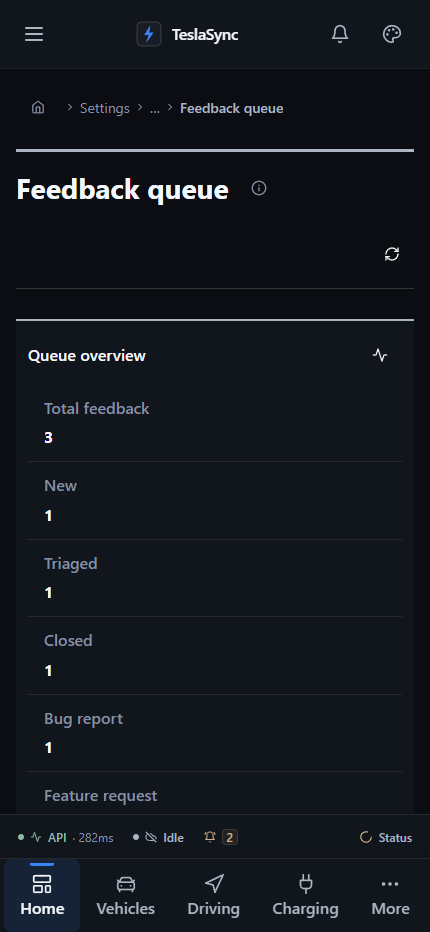 TeslaSync
Settings ... Feedback queue
Feedback queue
Queue overview
Total feedback
3
New
1
Triaged
1
Closed
1
Bug report
1
Feature request
API · 282ms Idle 2 Status
Home Vehicles Driving Charging More